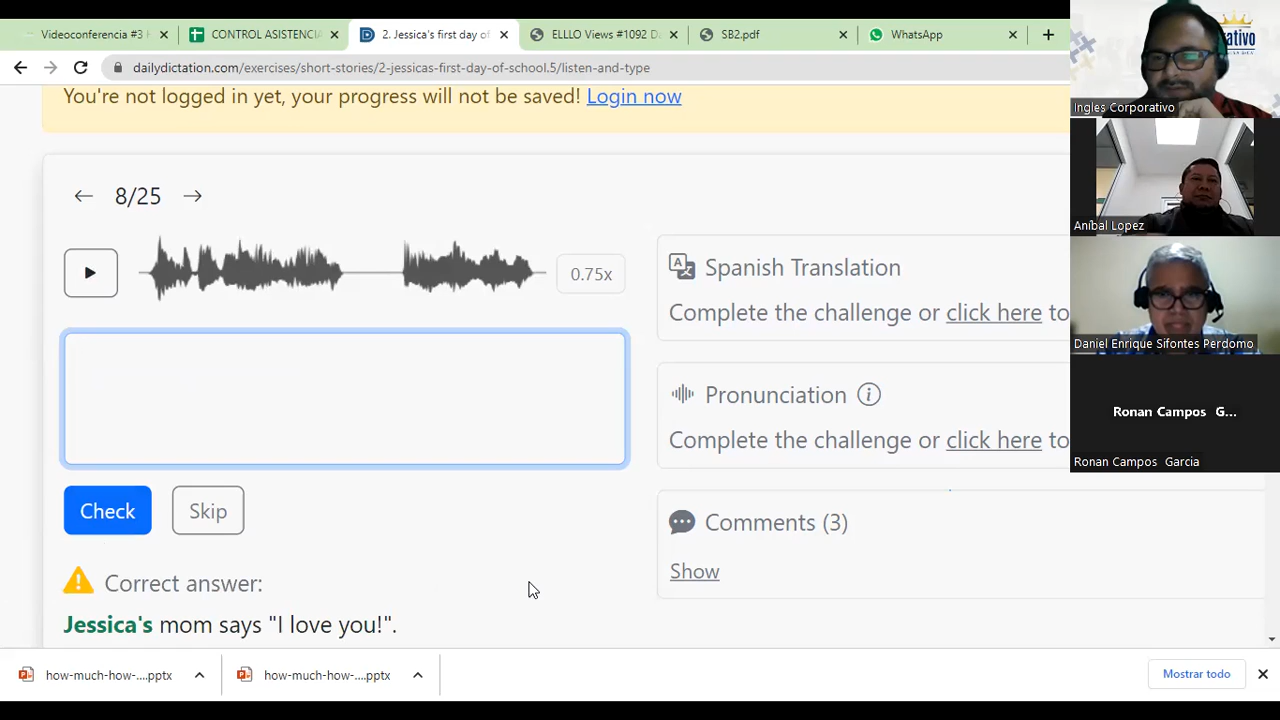 Videoconferencia #3 F
CONTROL ASISTENCIA
2. Jessica's first day of
ELLLO Views #1092 D
SB2.pdf
WhatsApp
dailydictation.com/exercises/short-stories/2-jessicas-first-day-of-school.5/listen-and-type
You're not logged in yet, your progress will not be saved! Login now
8/25
0.75x
Spanish Translation
Complete the challenge or click here to
Pronunciation
Complete the challenge or click here to
Check
Skip
Comments (3)
Show
Correct answer:
Jessica's mom says "I love you!".
how-much-how-....pptx
how-much-how-....pptx
Mostrar todo
orativo
Ingles Corporativo
Aníbal Lopez
Daniel Enrique Sifontes Perdomo
Ronan Campos G...
Ronan Campos Garcia